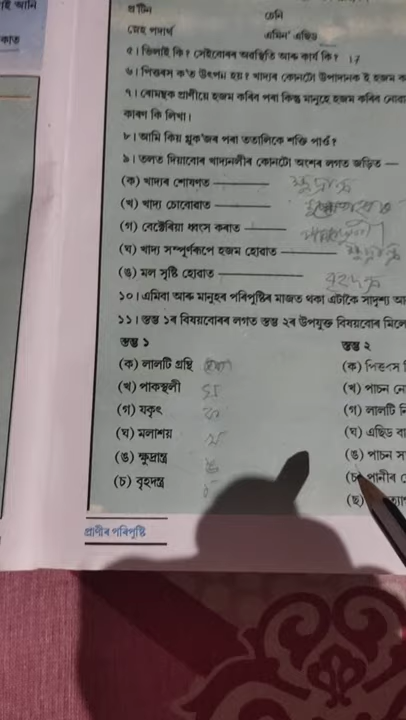 প্ৰ'টিন
চেনি
স্নেহ পদাৰ্থ
এমিন' এছিড
কাত
৫। ভিলাই কি? সেইবোৰৰ অৱস্থিতি আৰু কাৰ্য কি? 17
৬। পিত্তৰস ক'ত উৎপন্ন হয়? খাদ্যৰ কোনটো উপাদানক ই হজম ক
৭। ৰোমন্থক প্ৰাণীয়ে হজম কৰিব পৰা কিন্তু মানুহে হজম কৰিব নোৱা
কাৰণ কি লিখা।
৮। আমি কিয় গ্লুক'জৰ পৰা ততালিকে শক্তি পাওঁ?
৯। তলত দিয়াবোৰ খাদ্যনলীৰ কোনটো অংশৰ লগত জড়িত —
(ক) খাদ্যৰ শোষণত ———— ক্ষুদ্ৰান্ত্ৰ
(খ) খাদ্য চোবোৱাত ————
(গ) বেক্টেৰিয়া ধ্বংস কৰাত ———— পাকস্থলী
(ঘ) খাদ্য সম্পূৰ্ণৰূপে হজম হোৱাত ———— ক্ষুদ্ৰান্ত্ৰ
(ঙ) মল সৃষ্টি হোৱাত ———— বৃহদন্ত্ৰ
১০। এমিবা আৰু মানুহৰ পৰিপুষ্টিৰ মাজত থকা এটাকৈ সাদৃশ্য আ
১১। স্তম্ভ ১ৰ বিষয়বোৰৰ লগত স্তম্ভ ২ৰ উপযুক্ত বিষয়বোৰ মিলো
স্তম্ভ ১ স্তম্ভ ২
(ক) লালটি গ্ৰন্থি (ক) পিত্তৰস
(খ) পাকস্থলী (খ) পাচন
(গ) যকৃৎ (গ) লালটি
(ঘ) মলাশয় (ঘ) এছিড
(ঙ) ক্ষুদ্ৰান্ত্ৰ (ঙ) পাচন
(চ) বৃহদন্ত্ৰ (চ) পানীৰ
(ছ)
প্ৰাণীৰ পৰিপুষ্টি